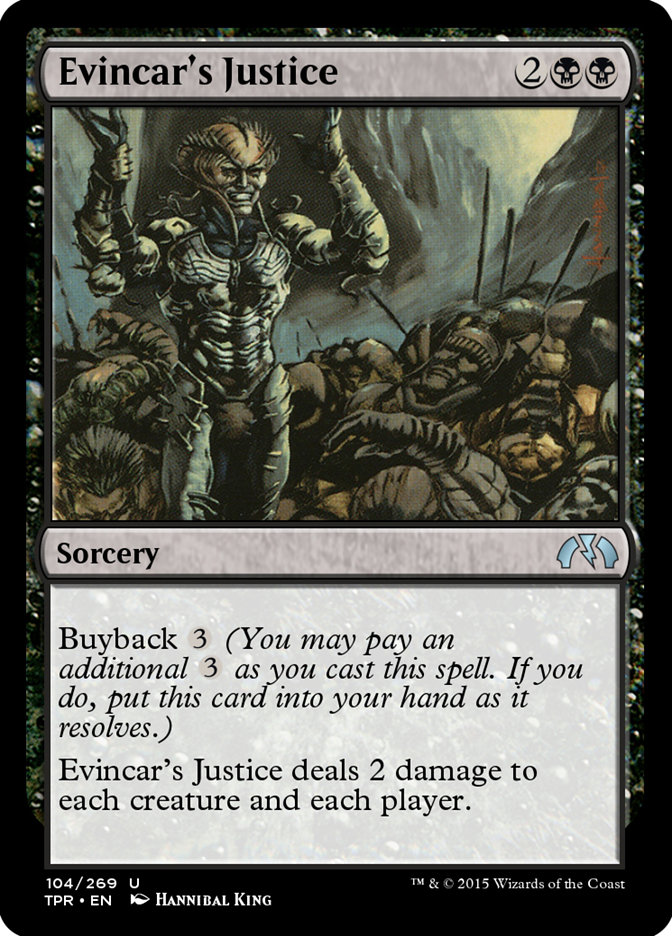 Evincar's Justice 2
Sorcery
Buyback 3 (You may pay an
additional 3 as you cast this spell. If you
do, put this card into your hand as it
resolves.)
Evincar's Justice deals 2 damage to
each creature and each player.
104/269 U
TPR • EN Hannibal King
™ & © 2015 Wizards of the Coast